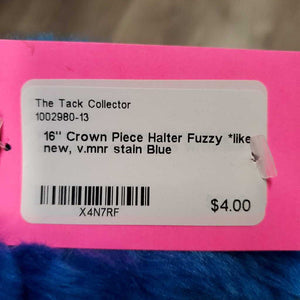 The Tack Collector
1002980-13
16" Crown Piece Halter Fuzzy *like
new, v.mnr stain Blue
X4N7RF
$4.00